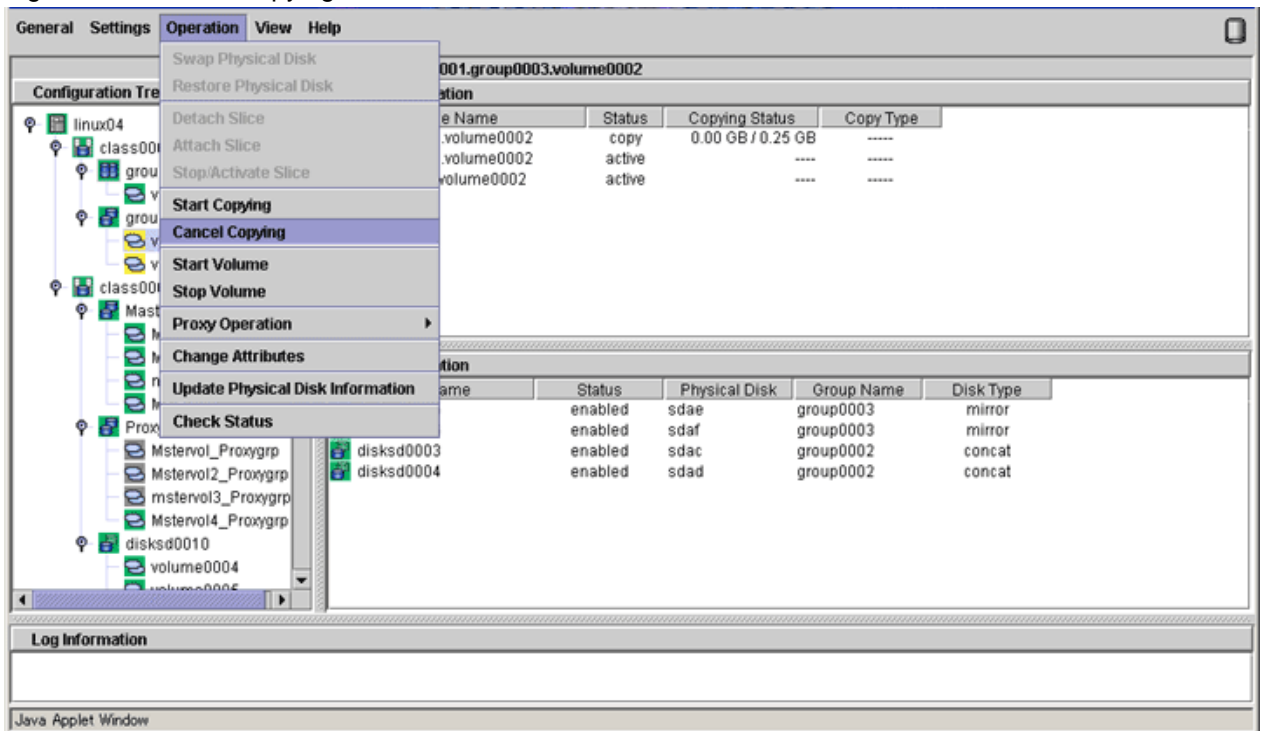 General Settings Operation View Help
Swap Physical Disk
Restore Physical Disk
Detach Slice
Attach Slice
Stop/Activate Slice
Start Copying
Cancel Copying
Start Volume
Stop Volume
Proxy Operation
Change Attributes
Update Physical Disk Information
Check Status
001.group0003.volume0002
Configuration Tre
linux04
class00
grou
v
grou
v
v
class00
Mast
M
M
n
M
Prox
Mstervol_Proxygrp
Mstervol2_Proxygrp
mstervol3_Proxygrp
Mstervol4_Proxygrp
disksd0010
volume0004
ation
e Name Status Copying Status Copy Type
.volume0002 copy 0.00 GB / 0.25 GB -----
.volume0002 active ---- -----
volume0002 active ---- -----
ation
ame Status Physical Disk Group Name Disk Type
enabled sdae group0003 mirror
enabled sdaf group0003 mirror
disksd0003 enabled sdac group0002 concat
disksd0004 enabled sdad group0002 concat
Log Information
Java Applet Window